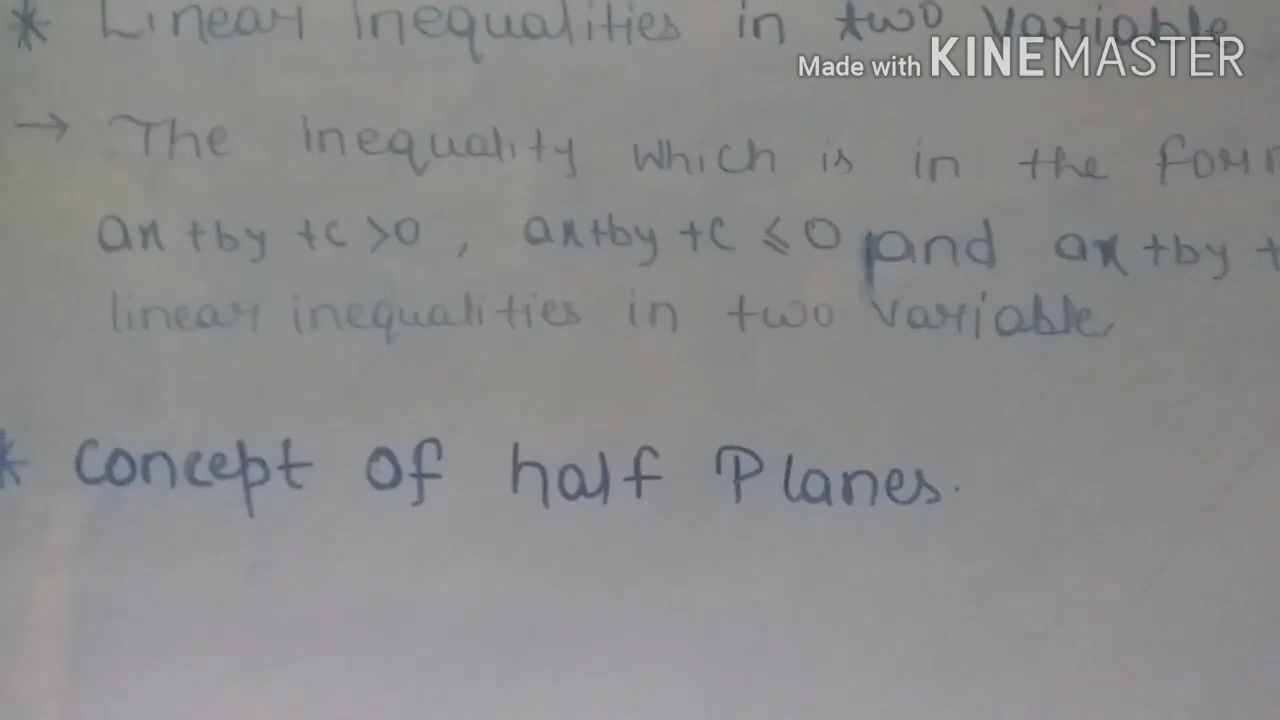 * Linear inequalities in two variable
Made with KINEMASTER
→ The inequality which is in the form
ax+by+c>0, ax+by+c ⩽ 0 and ax+by+
linear inequalities in two variable.
* Concept of half Planes.